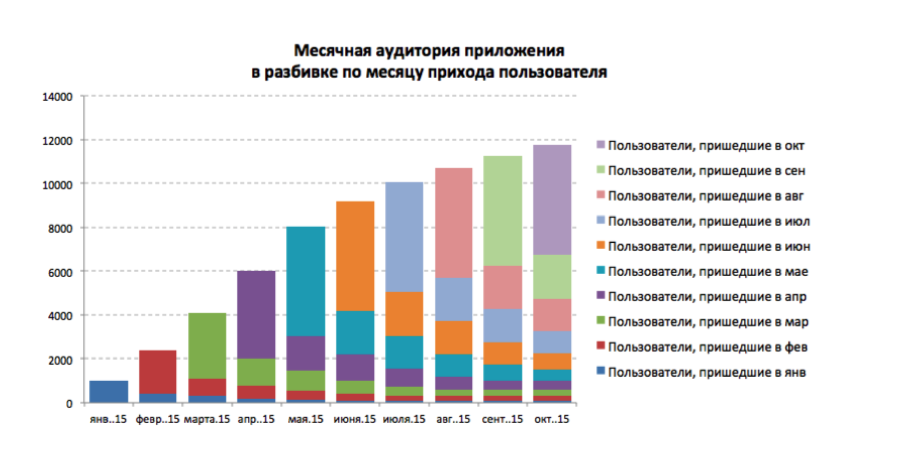 Месячная аудитория приложения
в разбивке по месяцу прихода пользователя
14000
12000
10000
8000
6000
4000
2000
0
янв..15 февр..15 марта.15 апр..15 мая.15 июня.15 июля.15 авг..15 сент..15 окт..15
Пользователи, пришедшие в окт
Пользователи, пришедшие в сен
Пользователи, пришедшие в авг
Пользователи, пришедшие в июл
Пользователи, пришедшие в июн
Пользователи, пришедшие в мае
Пользователи, пришедшие в апр
Пользователи, пришедшие в мар
Пользователи, пришедшие в фев
Пользователи, пришедшие в янв